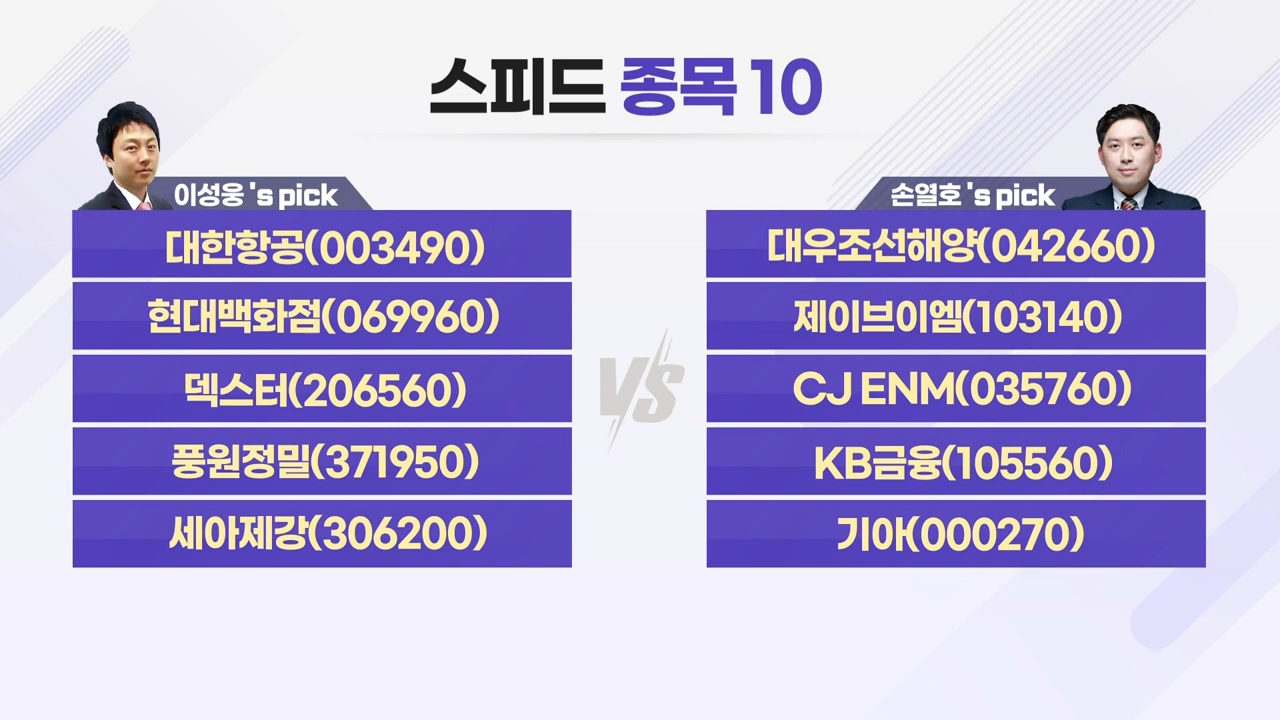 스피드 종목 10
이성웅 's pick
대한항공(003490)
현대백화점(069960)
덱스터(206560)
풍원정밀(371950)
세아제강(306200)
VS
손열호 's pick
대우조선해양(042660)
제이브이엠(103140)
CJ ENM(035760)
KB금융(105560)
기아(000270)